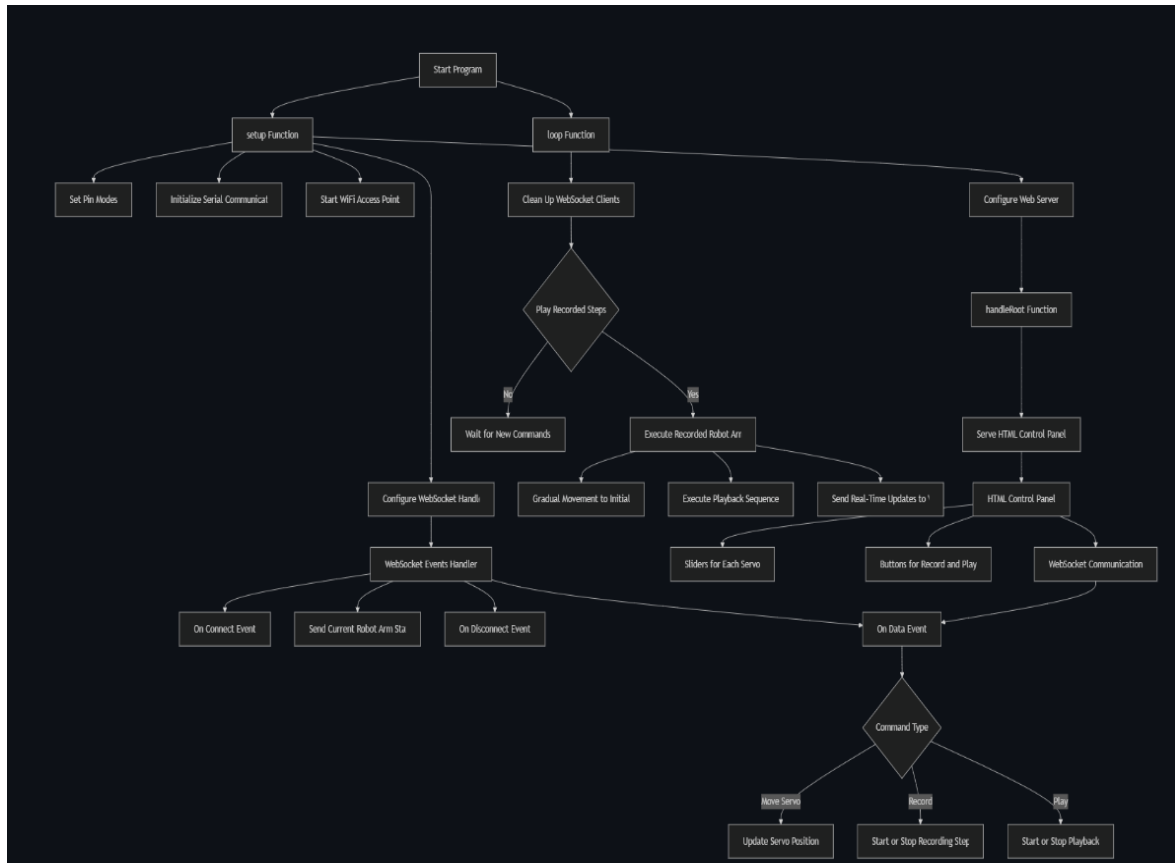 Start Program
setup Function
loop Function
Set Pin Modes
Initialize Serial Communicat
Start WiFi Access Point
Clean Up WebSocket Clients
Configure Web Server
Play Recorded Steps
handleRoot Function
No
Yes
Wait for New Commands
Execute Recorded Robot Arr
Serve HTML Control Panel
Configure WebSocket Handle
Gradual Movement to Initial
Execute Playback Sequence
Send Real-Time Updates to
HTML Control Panel
WebSocket Events Handler
Sliders for Each Servo
Buttons for Record and Play
WebSocket Communication
On Connect Event
Send Current Robot Arm Sta
On Disconnect Event
On Data Event
Command Type
Move Servo
Record
Play
Update Servo Position
Start or Stop Recording Step
Start or Stop Playback